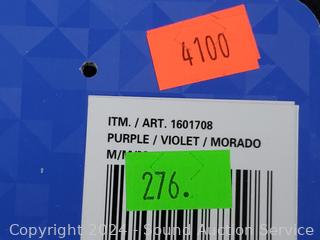 4100
ITM. / ART. 1601708
PURPLE / VIOLET / MORADO
276.
Copyright 2024 - Sound Auction Service